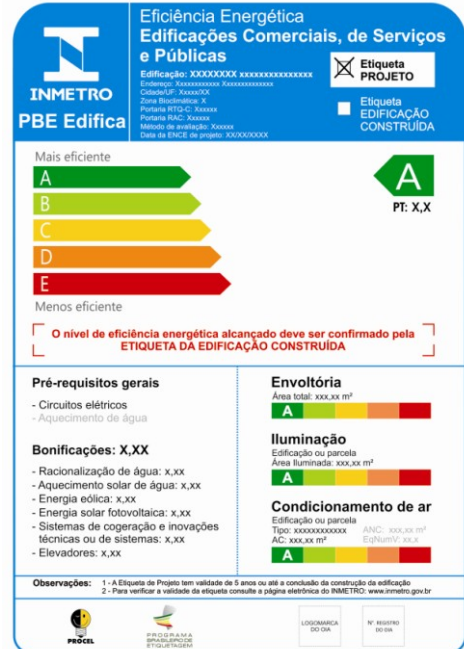 Eficiência Energética
Edificações Comerciais, de Serviços
e Públicas
Edificação: XXXXXXXX xxxxxxxxxxxxxxx
Endereço: Xxxxxxxxxxx Xxxxxxxxxxxxx
Cidade/UF: Xxxxx/XX
Zona Bioclimática: X
Portaria RTQ-C: Xxxxxx
Portaria RAC: Xxxxxx
Método de avaliação: Xxxxxx
Data da ENCE de projeto: XX/XX/XXXX
INMETRO
PBE Edifica
Etiqueta
PROJETO
Etiqueta
EDIFICAÇÃO
CONSTRUÍDA
Mais eficiente
A
B
C
D
E
Menos eficiente
A
PT: X,X
O nível de eficiência energética alcançado deve ser confirmado pela
ETIQUETA DA EDIFICAÇÃO CONSTRUÍDA
Pré-requisitos gerais
- Circuitos elétricos
- Aquecimento de água
Bonificações: X,XX
- Racionalização de água: x,xx
- Aquecimento solar de água: x,xx
- Energia eólica: x,xx
- Energia solar fotovoltaica: x,xx
- Sistemas de cogeração e inovações
técnicas ou de sistemas: x,xx
- Elevadores: x,xx
Envoltória
Área total: xxx,xx m²
A
Iluminação
Edificação ou parcela
Área Iluminada: xxx,xx m²
A
Condicionamento de ar
Edificação ou parcela
Tipo: xxxxxxxxxxxx ANC: xxx,xx m²
AC: xxx,xx m² EqNumV: xx,x
A
Observações: 1 - A Etiqueta de Projeto tem validade de 5 anos ou até a conclusão da construção da edificação
2 - Para verificar a validade da etiqueta consulte a página eletrônica do INMETRO: www.inmetro.gov.br
PROCEL
PROGRAMA
BRASILEIRO DE
ETIQUETAGEM
LOGOMARCA
DO OIA
N°. REGISTRO
DO OIA